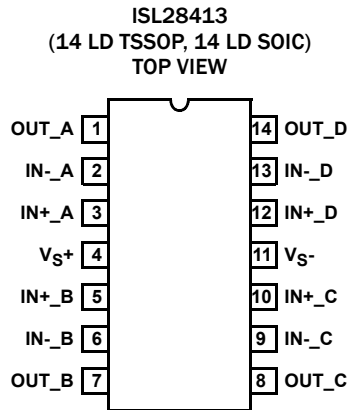 ISL28413
(14 LD TSSOP, 14 LD SOIC)
TOP VIEW
OUT_A 1 14 OUT_D
IN-_A 2 13 IN-_D
IN+_A 3 12 IN+_D
VS+ 4 11 VS-
IN+_B 5 10 IN+_C
IN-_B 6 9 IN-_C
OUT_B 7 8 OUT_C